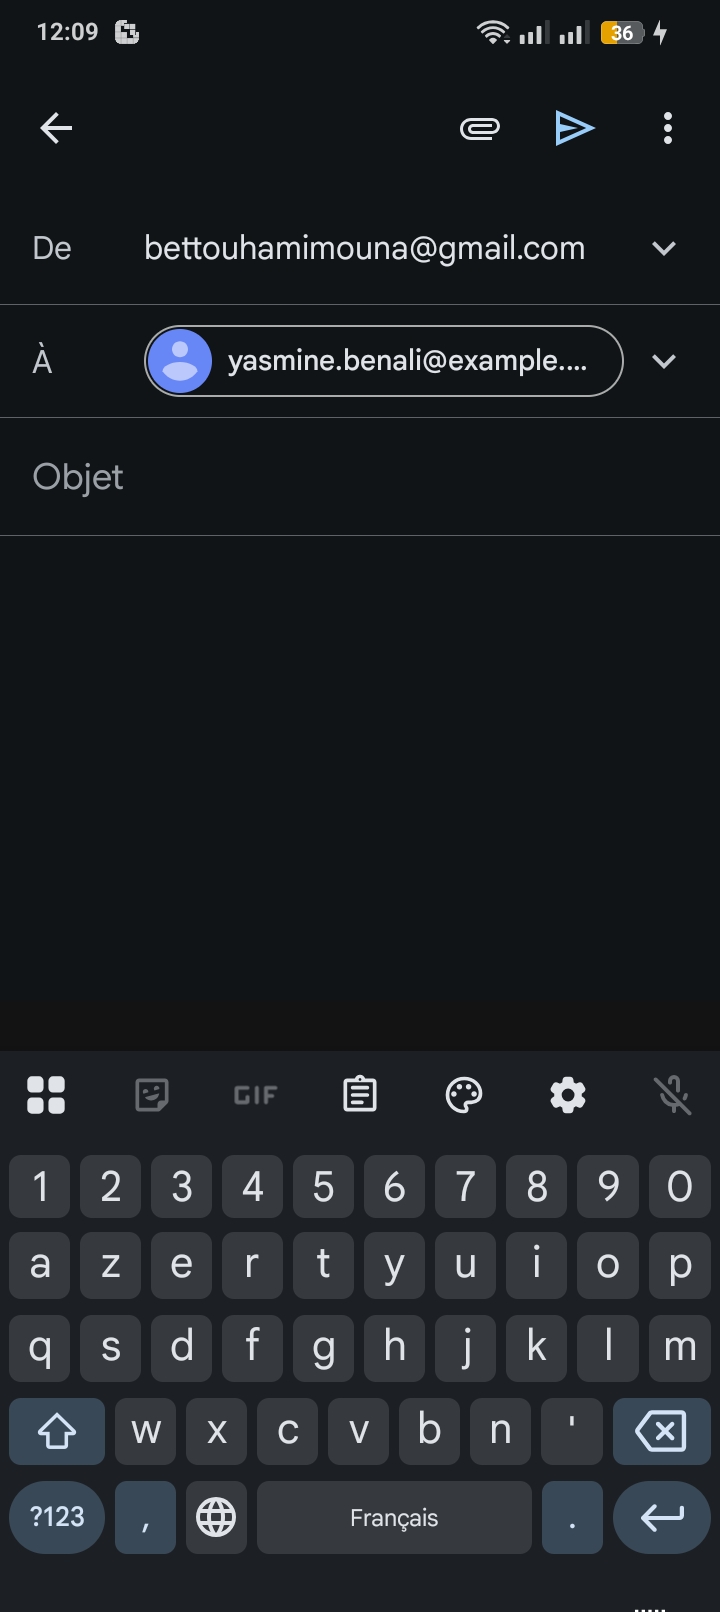 12:09 36
De bettouhamimouna@gmail.com
À yasmine.benali@example....
Objet
GIF
1 2 3 4 5 6 7 8 9 0
a z e r t y u i o p
q s d f g h j k l m
w x c v b n '
?123 , Français .